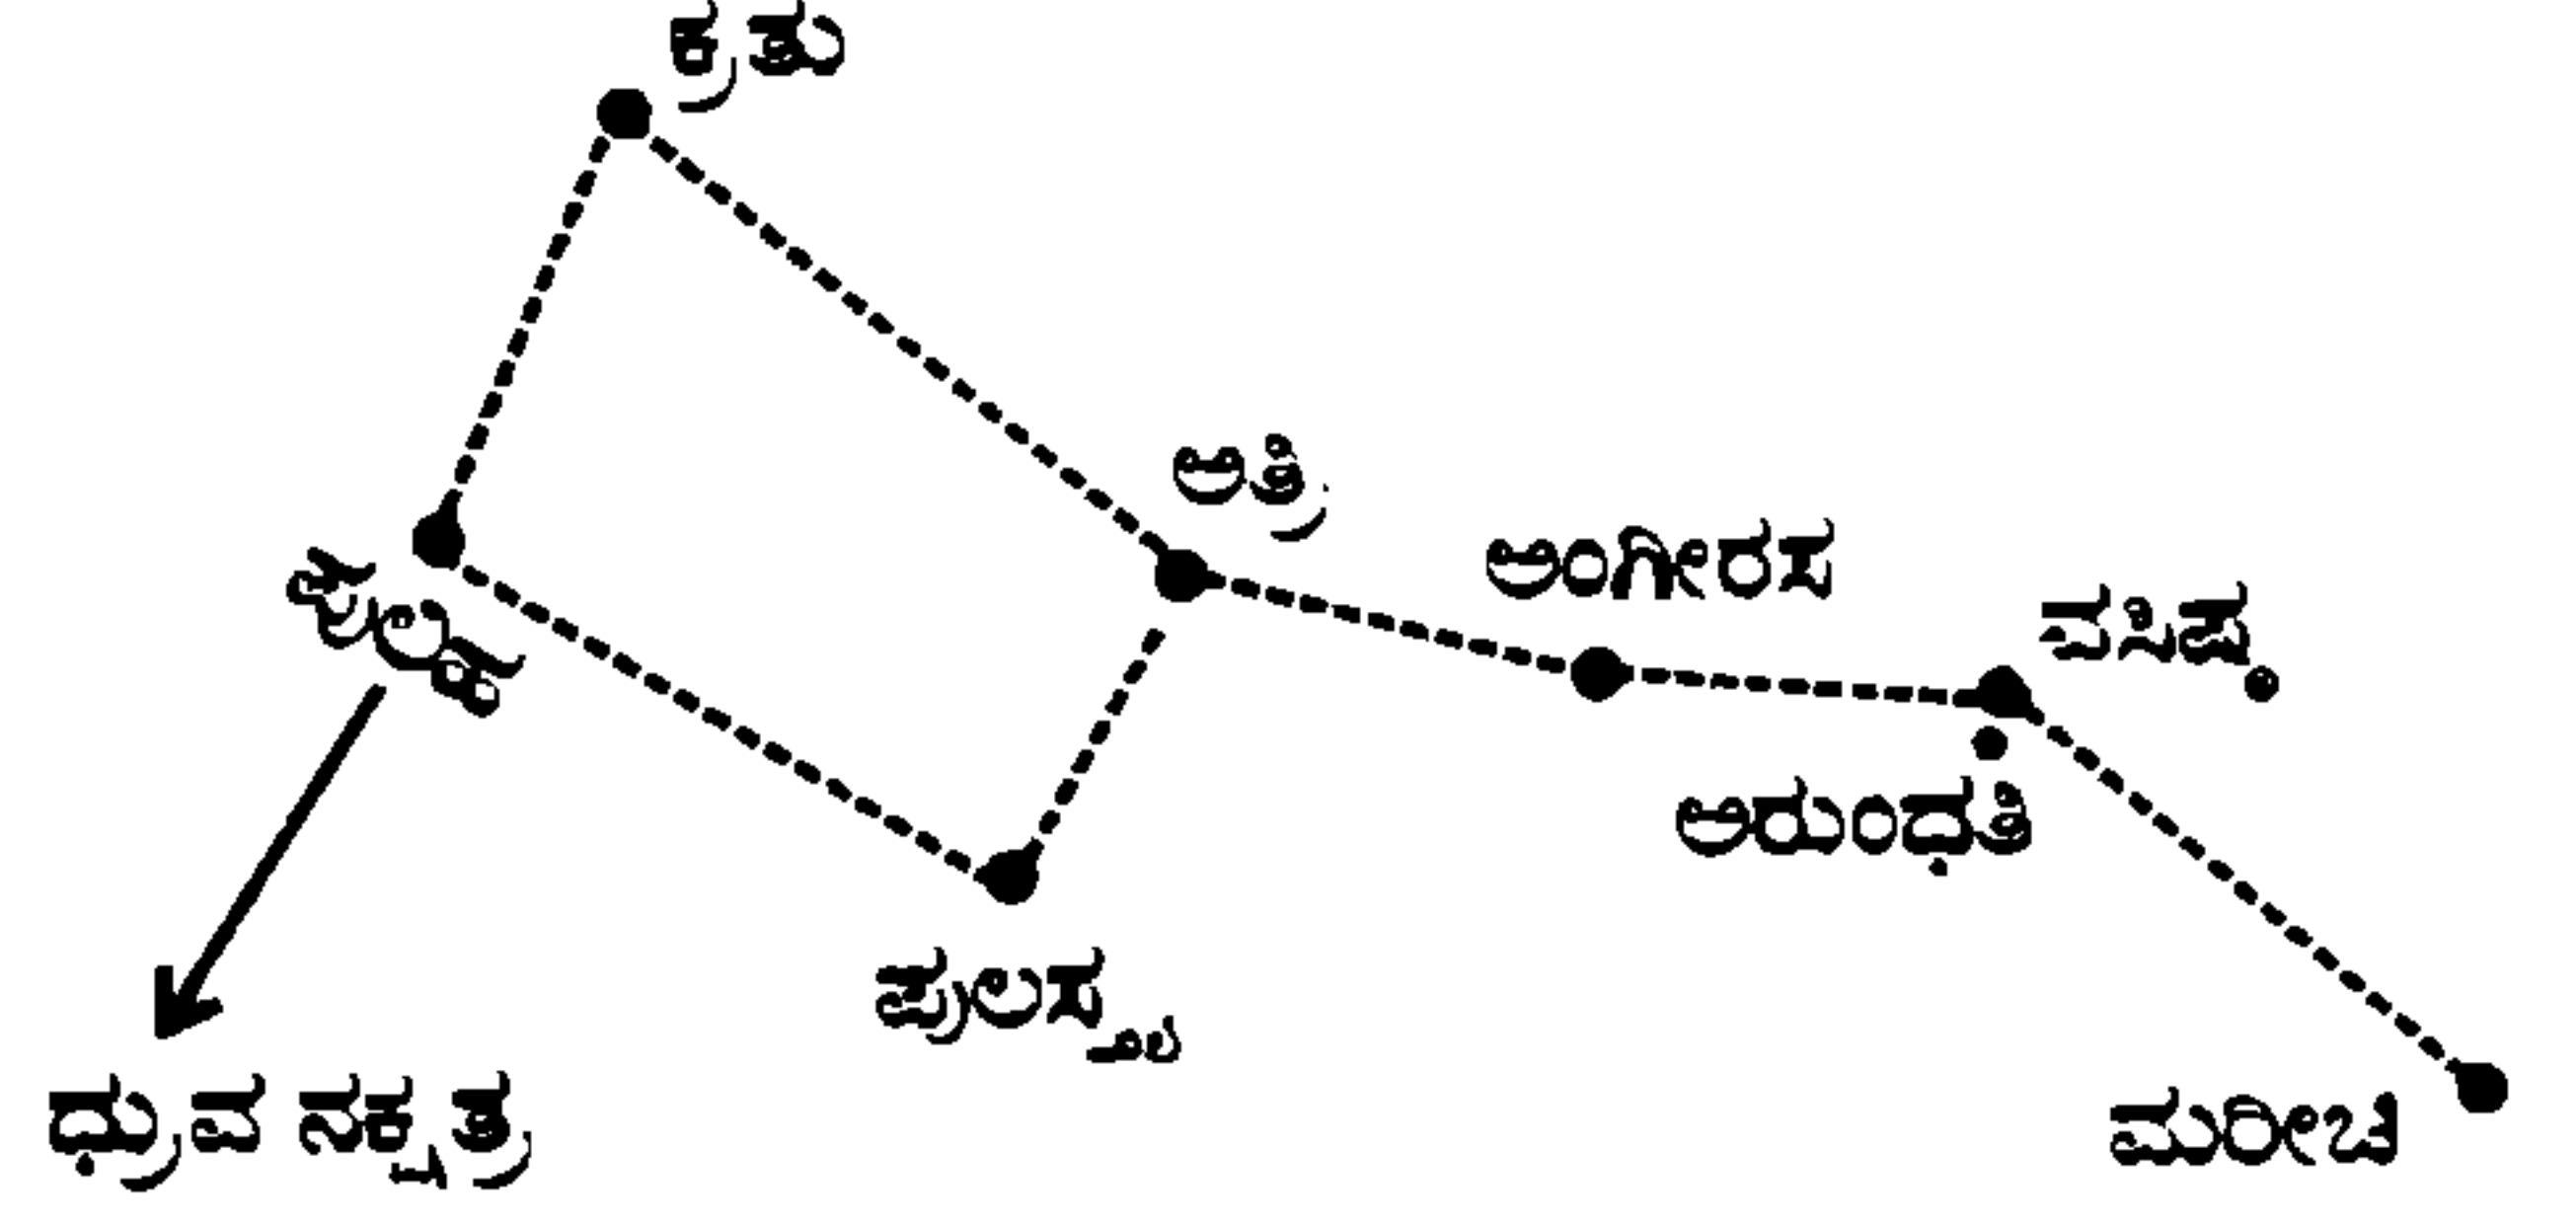 ಕ್ರತು
ಅತ್ರಿ
ಅಂಗೀರಸ
ವಸಿಷ್ಠ
ಪುಲಹ
ಅರುಂಧತಿ
ಪುಲಸ್ತ್ಯ
ಧ್ರುವ ನಕ್ಷತ್ರ
ಮರೀಚಿ